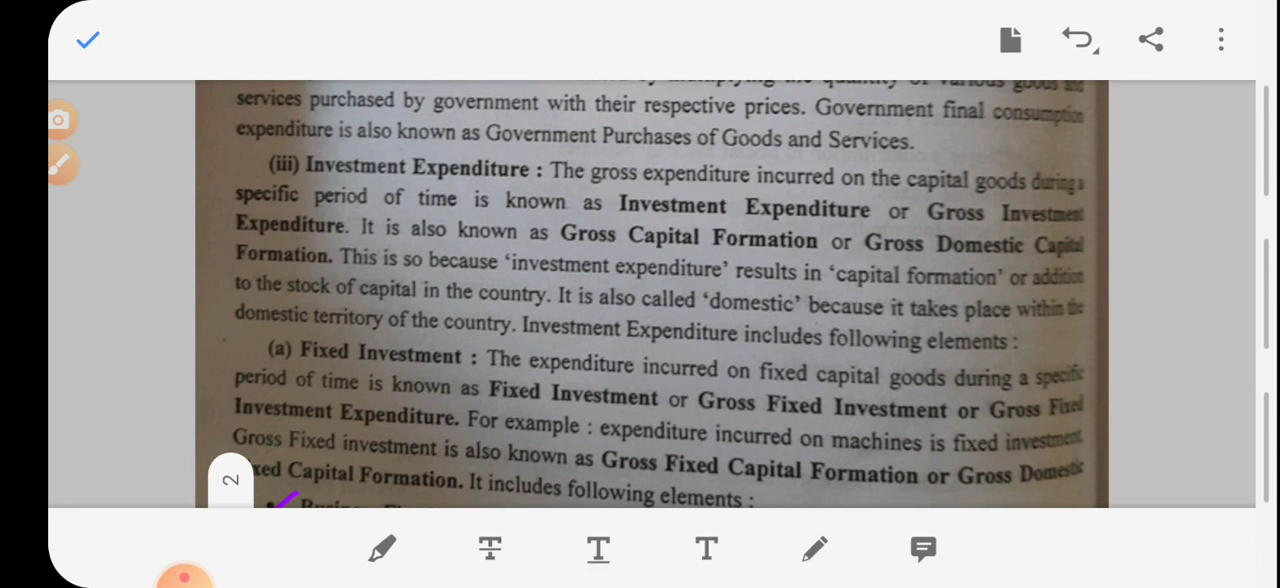 services purchased by government with their respective prices. Government final consumption
expenditure is also known as Government Purchases of Goods and Services.
(iii) Investment Expenditure : The gross expenditure incurred on the capital goods during a
specific period of time is known as Investment Expenditure or Gross Investment
Expenditure. It is also known as Gross Capital Formation or Gross Domestic Capital
Formation. This is so because ‘investment expenditure’ results in ‘capital formation’ or addition
to the stock of capital in the country. It is also called ‘domestic’ because it takes place within the
domestic territory of the country. Investment Expenditure includes following elements :
(a) Fixed Investment : The expenditure incurred on fixed capital goods during a specific
period of time is known as Fixed Investment or Gross Fixed Investment or Gross Fixed
Investment Expenditure. For example : expenditure incurred on machines is fixed investment
Gross Fixed investment is also known as Gross Fixed Capital Formation or Gross Domestic
xed Capital Formation. It includes following elements :
2